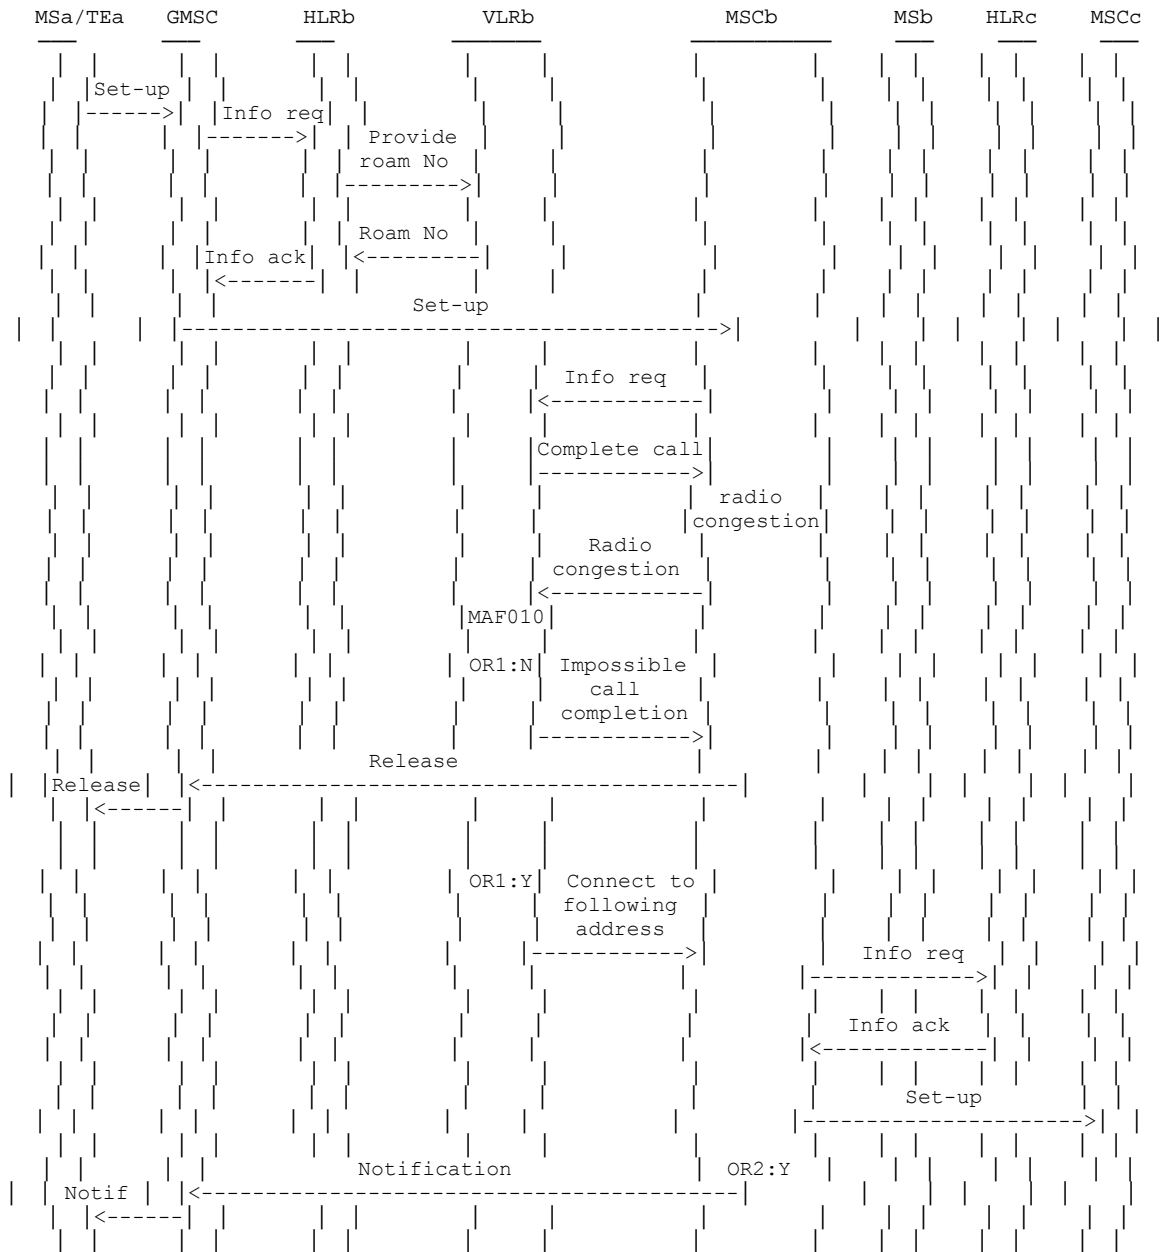 MSa/TEa GMSC HLRb VLRb MSCb MSb HLRc MSCc
Set-up
Info req
Provide
roam No
Roam No
Info ack
Set-up
Info req
Complete call
radio
congestion
Radio
congestion
MAF010
OR1:N Impossible
call
completion
Release
Release
OR1:Y Connect to
following
address
Info req
Info ack
Set-up
Notification OR2:Y
Notif